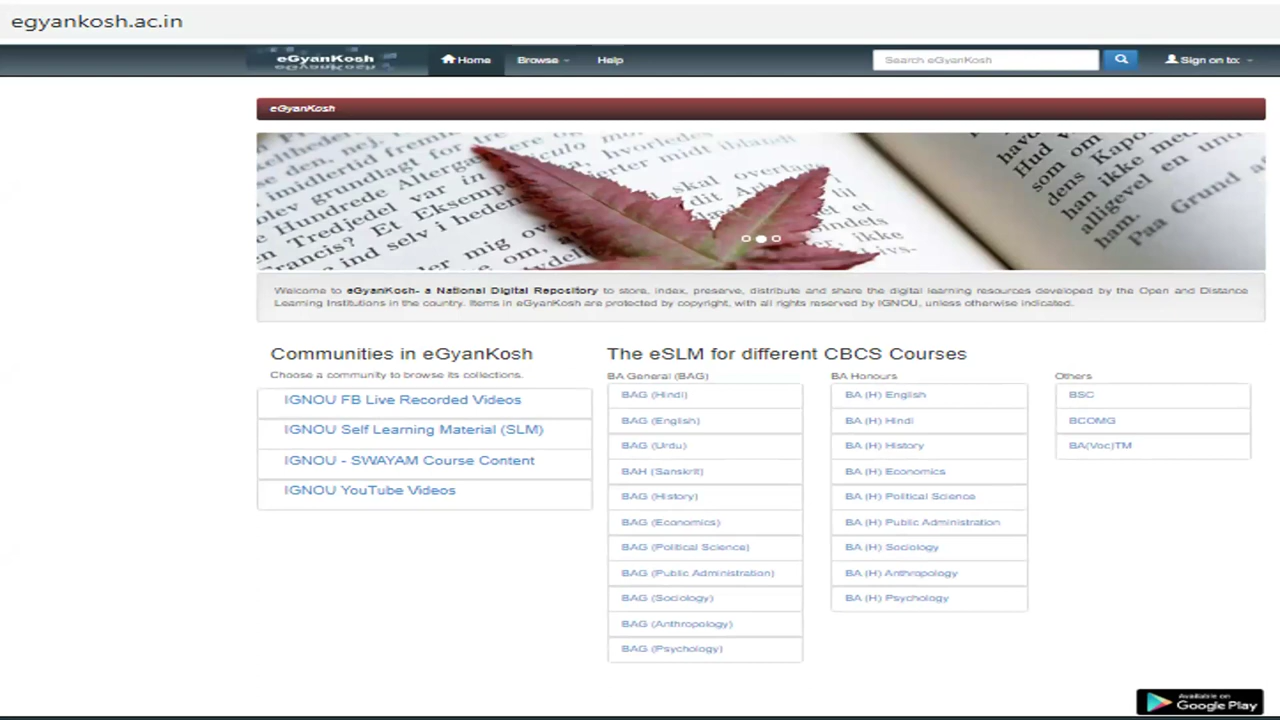 egyankosh.ac.in
eGyanKosh
Home
Browse
Help
Search eGyanKosh
Sign on to:
eGyanKosh
Welcome to eGyanKosh- a National Digital Repository to store, index, preserve, distribute and share the digital learning resources developed by the Open and Distance
Learning Institutions in the country. Items in eGyanKosh are protected by copyright, with all rights reserved by IGNOU, unless otherwise indicated.
Communities in eGyanKosh
Choose a community to browse its collections.
IGNOU FB Live Recorded Videos
IGNOU Self Learning Material (SLM)
IGNOU - SWAYAM Course Content
IGNOU YouTube Videos
The eSLM for different CBCS Courses
BA General (BAG)
BAG (Hindi)
BAG (English)
BAG (Urdu)
BAH (Sanskrit)
BAG (History)
BAG (Economics)
BAG (Political Science)
BAG (Public Administration)
BAG (Sociology)
BAG (Anthropology)
BAG (Psychology)
BA Honours
BA (H) English
BA (H) Hindi
BA (H) History
BA (H) Economics
BA (H) Political Science
BA (H) Public Administration
BA (H) Sociology
BA (H) Anthropology
BA (H) Psychology
Others
BSC
BCOMG
BA(Voc)TM
Available on
Google Play